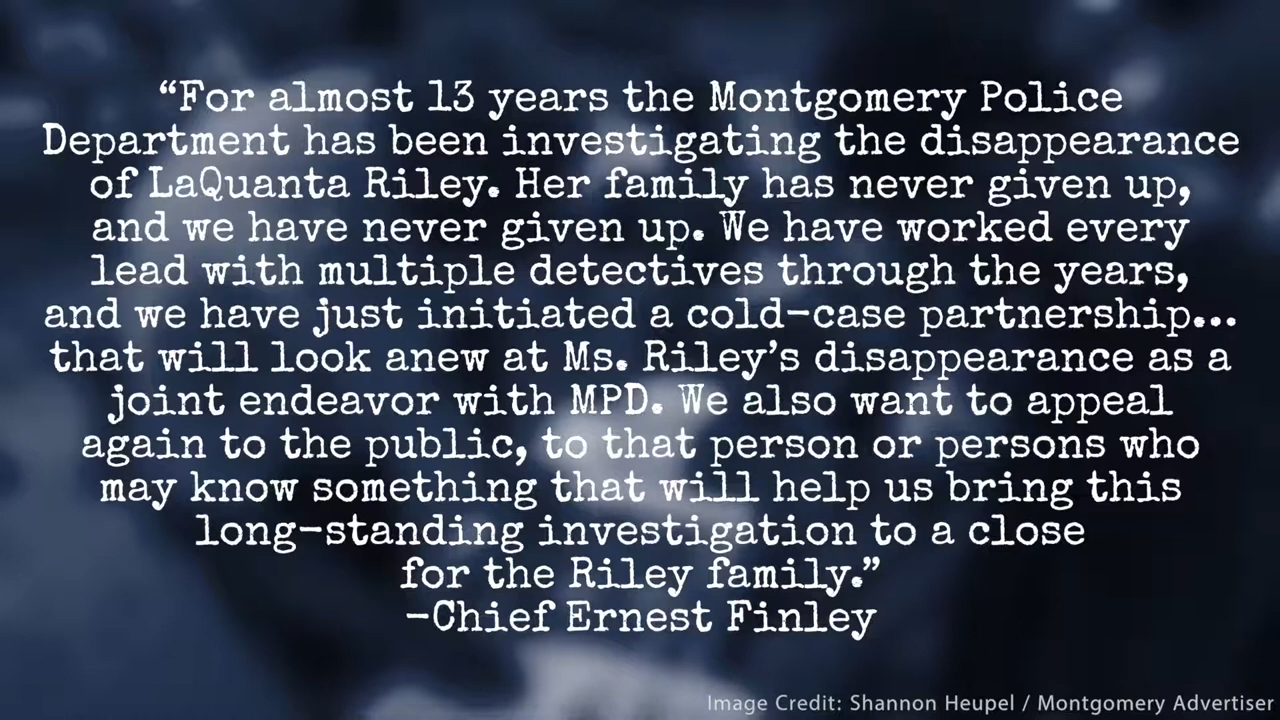 “For almost 13 years the Montgomery Police
Department has been investigating the disappearance
of LaQuanta Riley. Her family has never given up,
and we have never given up. We have worked every
lead with multiple detectives through the years,
and we have just initiated a cold-case partnership...
that will look anew at Ms. Riley’s disappearance as a
joint endeavor with MPD. We also want to appeal
again to the public, to that person or persons who
may know something that will help us bring this
long-standing investigation to a close
for the Riley family.”
-Chief Ernest Finley
Image Credit: Shannon Heupel / Montgomery Advertiser